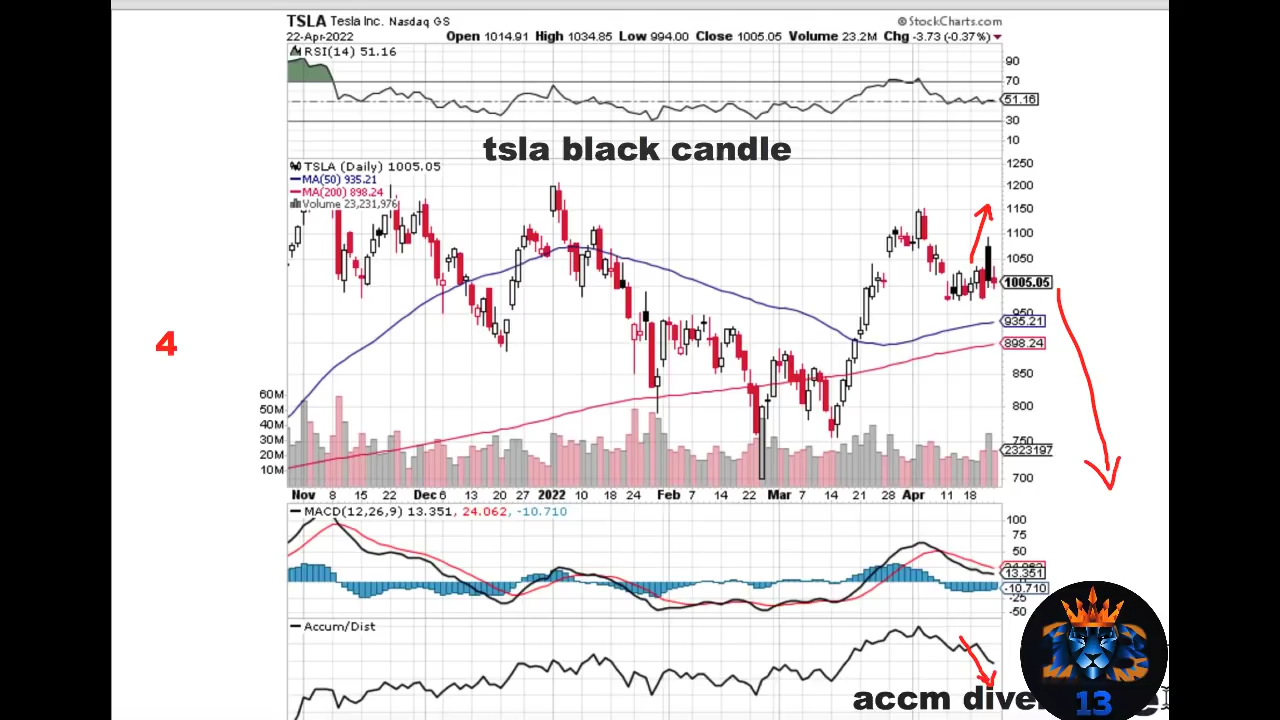 TSLA Tesla Inc. Nasdaq GS
© StockCharts.com
22-Apr-2022
Open 1014.91 High 1034.85 Low 994.00 Close 1005.05 Volume 23.2M Chg -3.73 (-0.37%)
RSI(14) 51.16
90
70
51.16
30
10
tsla black candle
TSLA (Daily) 1005.05
MA(50) 935.21
MA(200) 898.24
Volume 23,231,976
1250
1200
1150
1100
1050
1005.05
950
935.21
898.24
850
800
750
2323197
700
60M
50M
40M
30M
20M
10M
4
Nov 8 15 22 Dec 6 13 20 27 2022 10 18 24 Feb 7 14 22 Mar 7 14 21 28 Apr 11 18
MACD(12,26,9) 13.351, 24.062, -10.710
100
75
50
13.351
-10.710
-25
-50
Accum/Dist
accm
13